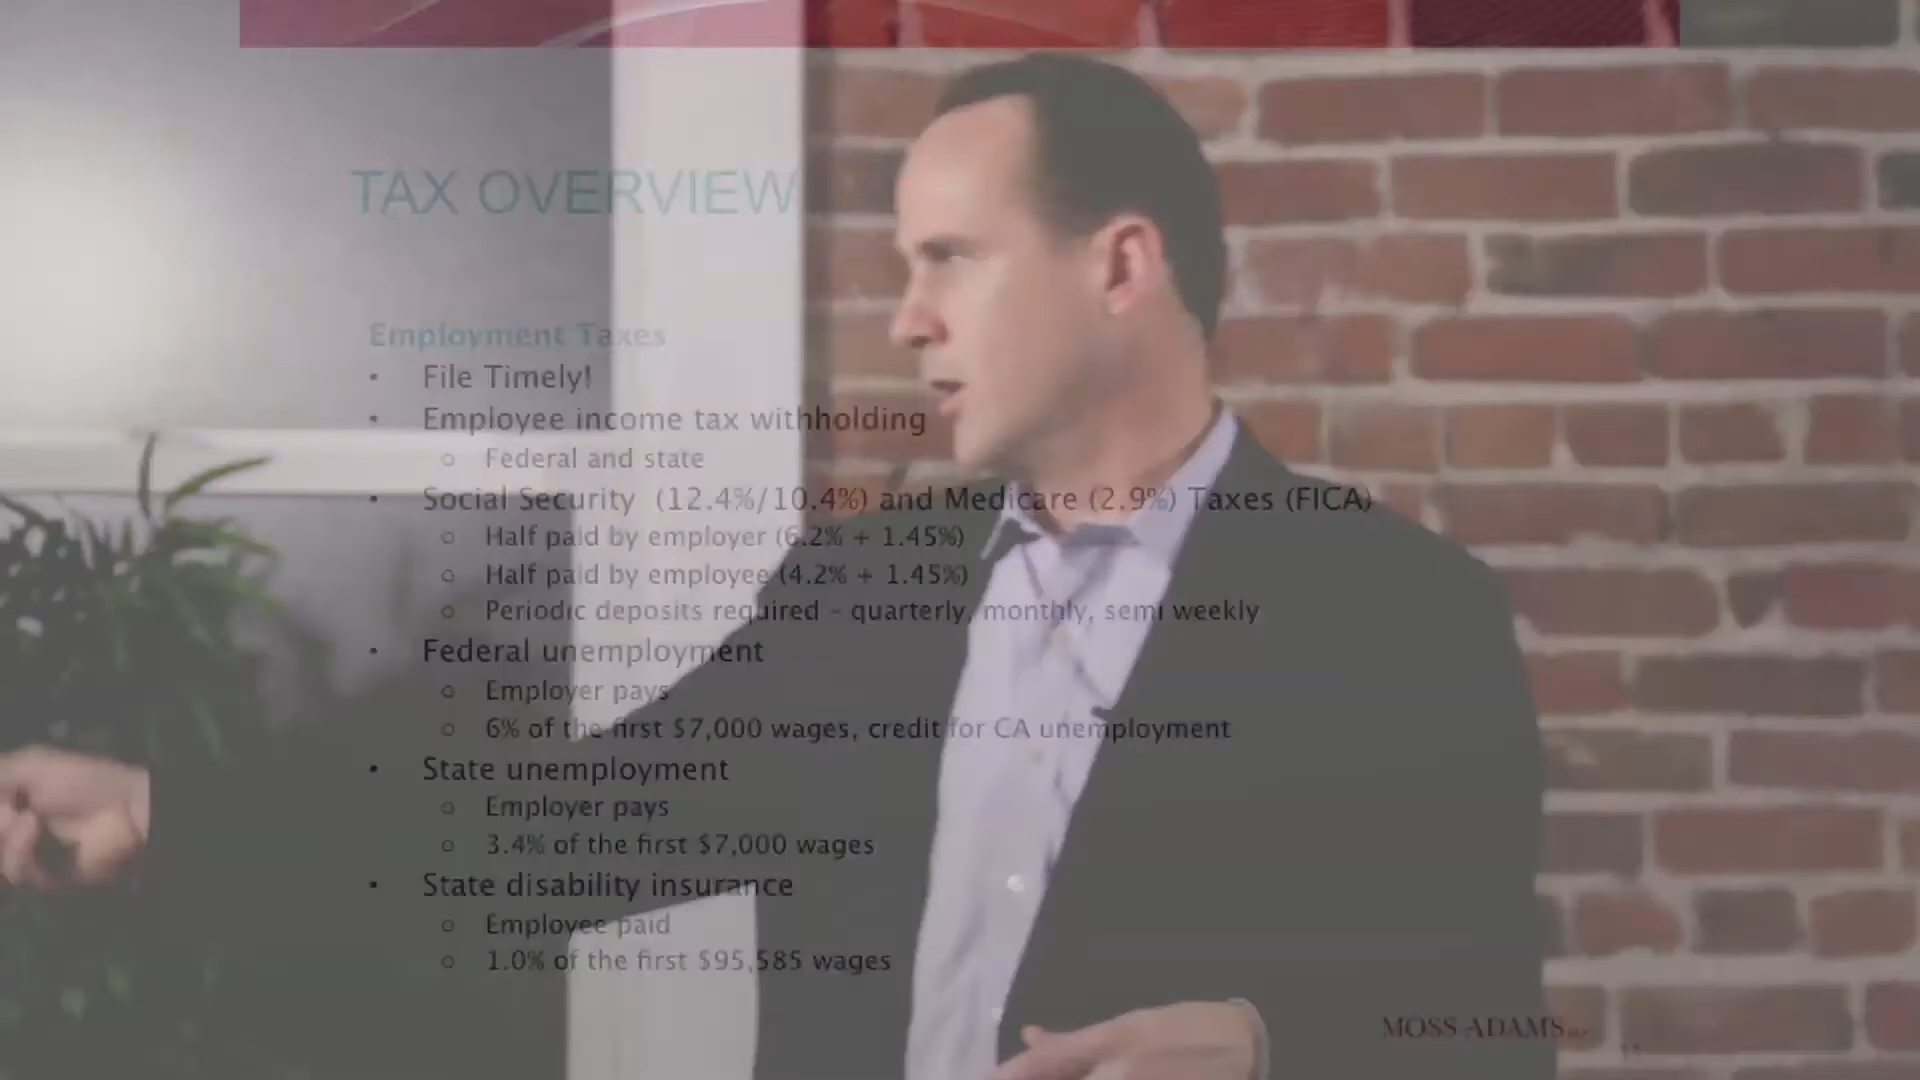 TAX OVERVIEW
Employment Taxes
• File Timely!
• Employee income tax withholding
o Federal and state
• Social Security (12.4%/10.4%) and Medicare (2.9%) Taxes (FICA)
o Half paid by employer (6.2% + 1.45%)
o Half paid by employee (4.2% + 1.45%)
o Periodic deposits required – quarterly, monthly, semi weekly
• Federal unemployment
o Employer pays
o 6% of the first $7,000 wages, credit for CA unemployment
• State unemployment
o Employer pays
o 3.4% of the first $7,000 wages
• State disability insurance
o Employee paid
o 1.0% of the first $95,585 wages
MOSS ADAMS